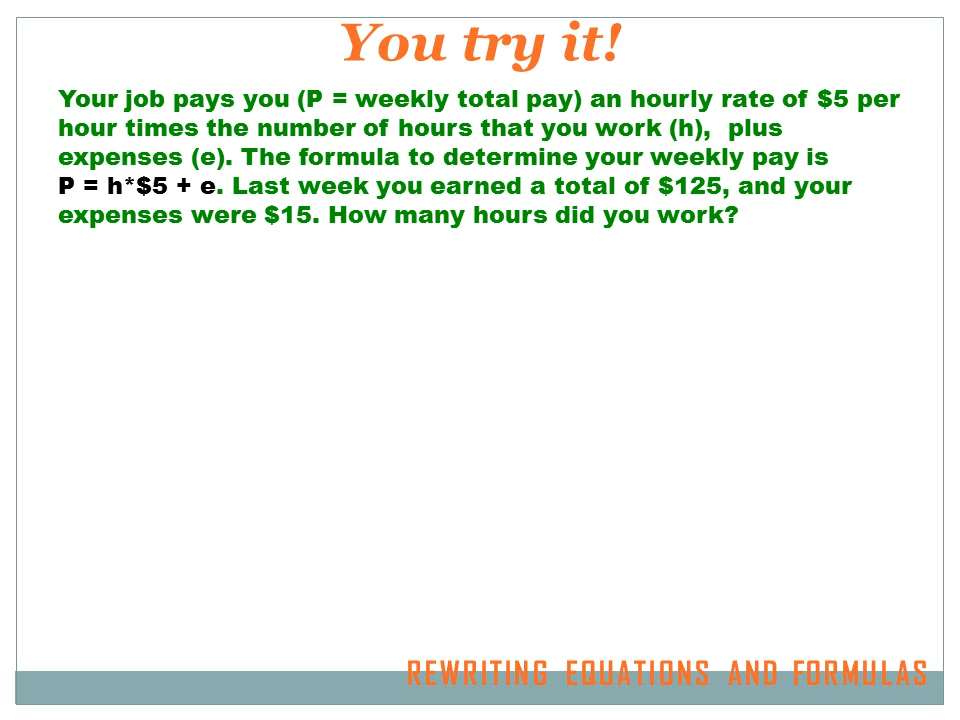 You try it!
Your job pays you (P = weekly total pay) an hourly rate of $5 per
hour times the number of hours that you work (h),  plus
expenses (e). The formula to determine your weekly pay is
P = h*$5 + e. Last week you earned a total of $125, and your
expenses were $15. How many hours did you work?
REWRITING EQUATIONS AND FORMULAS